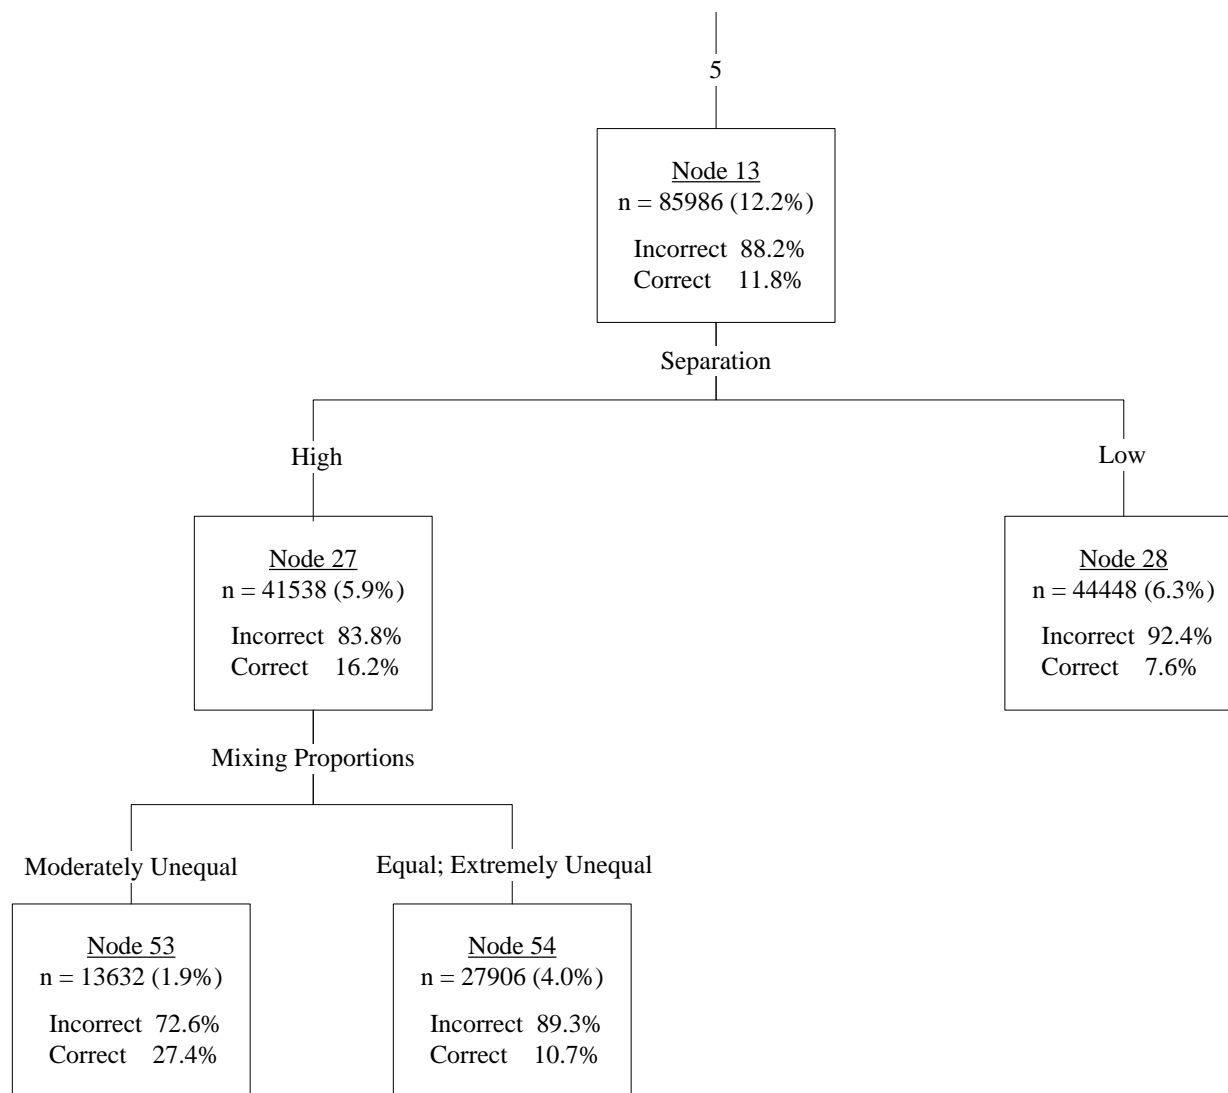 5
Node 13
n = 85986 (12.2%)
Incorrect 88.2%
Correct 11.8%
Separation
High
Low
Node 27
n = 41538 (5.9%)
Incorrect 83.8%
Correct 16.2%
Node 28
n = 44448 (6.3%)
Incorrect 92.4%
Correct 7.6%
Mixing Proportions
Moderately Unequal
Equal; Extremely Unequal
Node 53
n = 13632 (1.9%)
Incorrect 72.6%
Correct 27.4%
Node 54
n = 27906 (4.0%)
Incorrect 89.3%
Correct 10.7%